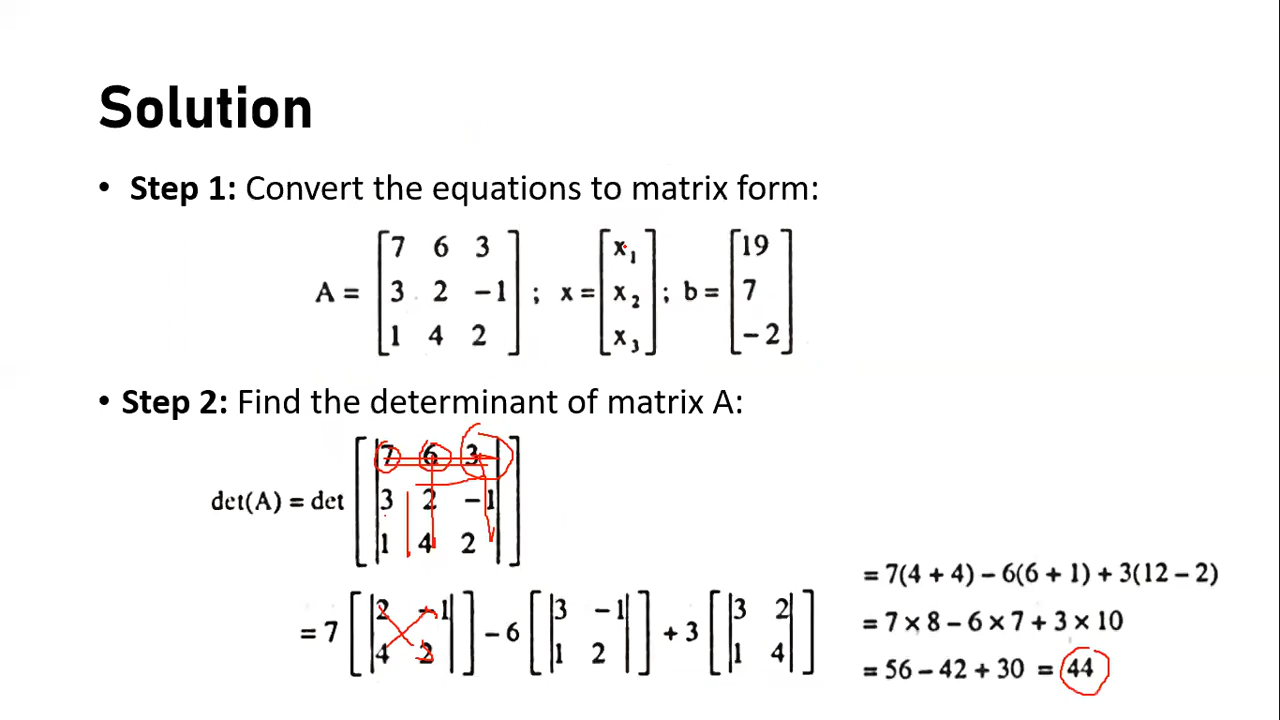 Solution
• Step 1: Convert the equations to matrix form:
A = [7 6 3; 3 2 -1; 1 4 2] ; x = [x₁; x₂; x₃] ; b = [19; 7; -2]
• Step 2: Find the determinant of matrix A:
det(A) = det [|7 6 3; 3 2 -1; 1 4 2|]
= 7 [|2 -1; 4 2|] - 6 [|3 -1; 1 2|] + 3 [|3 2; 1 4|]
= 7(4 + 4) - 6(6 + 1) + 3(12 - 2)
= 7 × 8 - 6 × 7 + 3 × 10
= 56 - 42 + 30 = 44